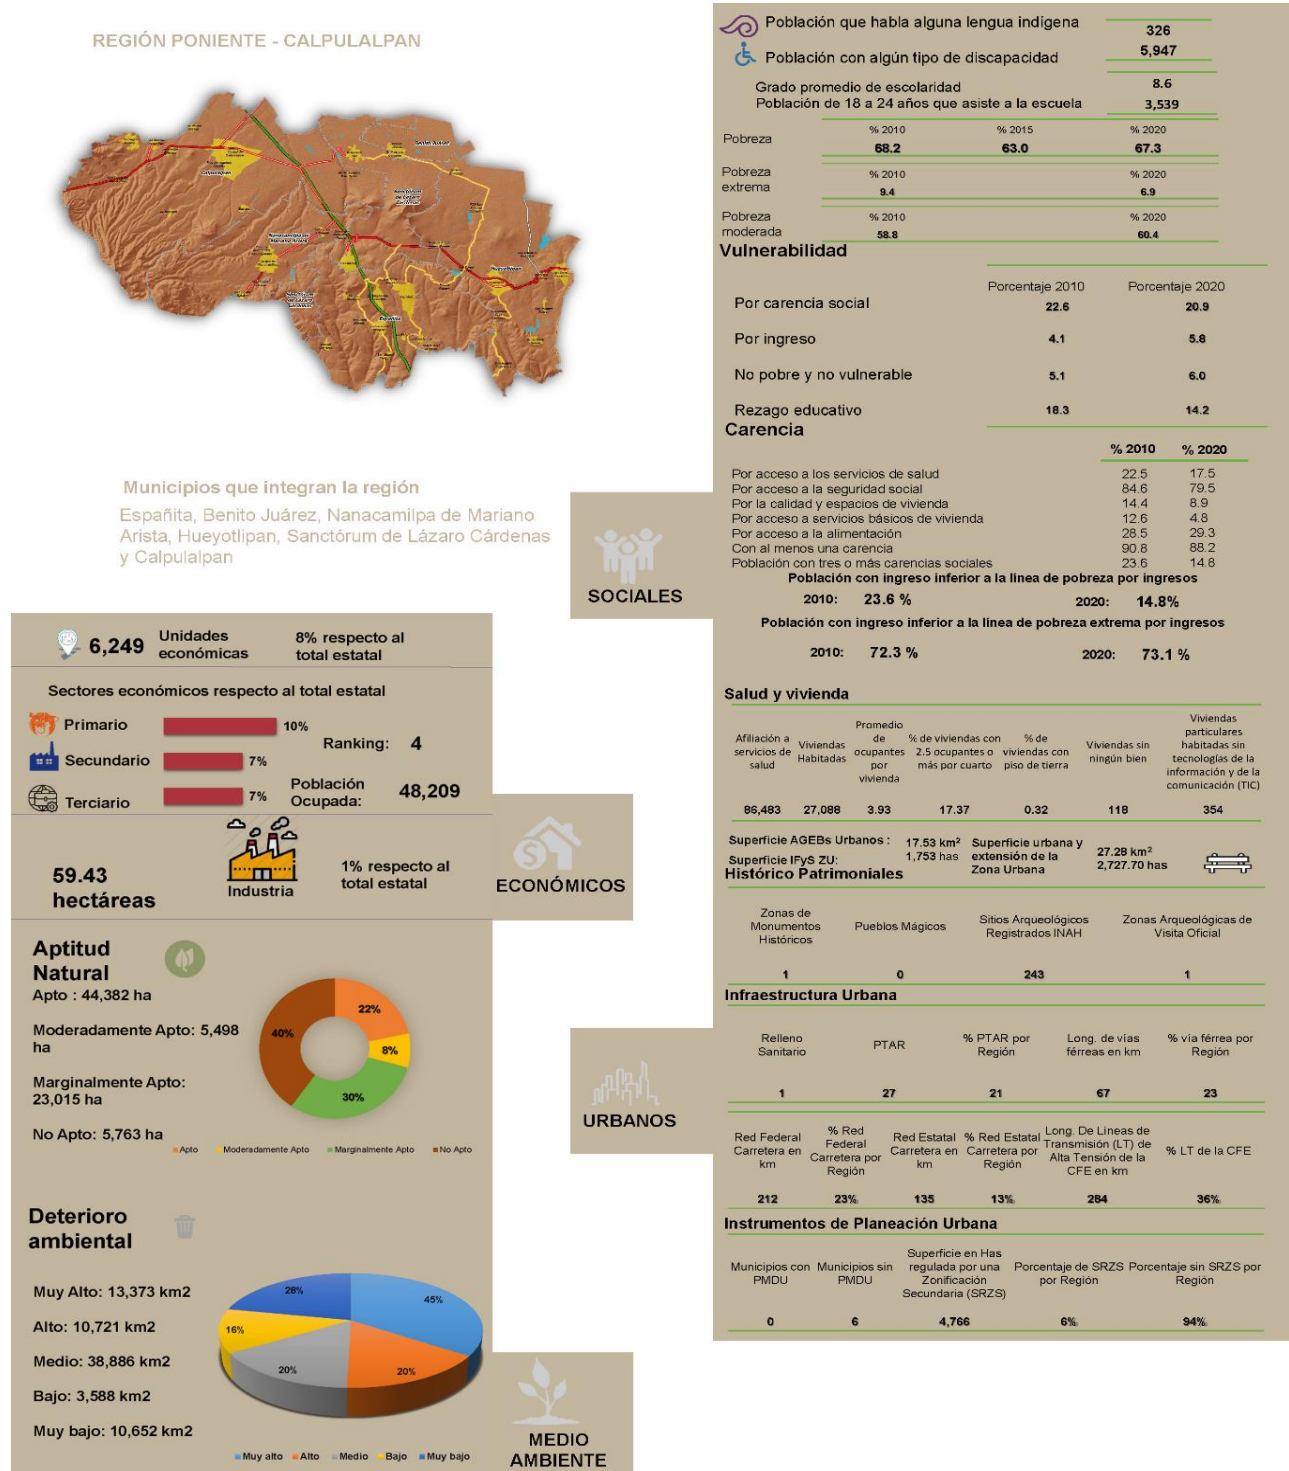 REGIÓN PONIENTE - CALPULALPAN
Municipios que integran la región
Españita, Benito Juárez, Nanacamilpa de Mariano
Arista, Hueyotlipan, Sanctórum de Lázaro Cárdenas
y Calpulalpan
6,249 Unidades económicas 8% respecto al total estatal
Sectores económicos respecto al total estatal
Primario 10%
Secundario 7%
Terciario 7%
Ranking: 4
Población Ocupada: 48,209
59.43 hectáreas
Industria
1% respecto al total estatal
ECONÓMICOS
Aptitud
Natural
Apto : 44,382 ha
Moderadamente Apto: 5,498
ha
Marginalmente Apto:
23,015 ha
No Apto: 5,763 ha
22%
8%
30%
40%
Apto Moderadamente Apto Marginalmente Apto No Apto
Deterioro
ambiental
Muy Alto: 13,373 km2
Alto: 10,721 km2
Medio: 38,886 km2
Bajo: 3,588 km2
Muy bajo: 10,652 km2
45%
20%
20%
16%
28%
Muy alto Alto Medio Bajo Muy bajo
MEDIO
AMBIENTE
SOCIALES
Población que habla alguna lengua indígena 326
Población con algún tipo de discapacidad 5,947
Grado promedio de escolaridad 8.6
Población de 18 a 24 años que asiste a la escuela 3,539
% 2010 % 2015 % 2020
Pobreza 68.2 63.0 67.3
% 2010 % 2020
Pobreza extrema 9.4 6.9
% 2010 % 2020
Pobreza moderada 58.8 60.4
Vulnerabilidad
Porcentaje 2010 Porcentaje 2020
Por carencia social 22.6 20.9
Por ingreso 4.1 5.8
No pobre y no vulnerable 5.1 6.0
Rezago educativo 18.3 14.2
Carencia
% 2010 % 2020
Por acceso a los servicios de salud 22.5 17.5
Por acceso a la seguridad social 84.6 79.5
Por la calidad y espacios de vivienda 14.4 8.9
Por acceso a servicios básicos de vivienda 12.6 4.8
Por acceso a la alimentación 28.5 29.3
Con al menos una carencia 90.8 88.2
Población con tres o más carencias sociales 23.6 14.8
Población con ingreso inferior a la línea de pobreza por ingresos
2010: 23.6 % 2020: 14.8%
Población con ingreso inferior a la línea de pobreza extrema por ingresos
2010: 72.3 % 2020: 73.1 %
Salud y vivienda
Afiliación a servicios de salud
Viviendas Habitadas
Promedio de ocupantes por vivienda
% de viviendas con 2.5 ocupantes o más por cuarto
% de viviendas con piso de tierra
Viviendas sin ningún bien
Viviendas particulares habitadas sin tecnologías de la información y de la comunicación (TIC)
86,483 27,088 3.93 17.37 0.32 118 354
Superficie AGEBs Urbanos : 17.53 km²
Superficie IFyS ZU: 1,753 has
Superficie urbana y extensión de la Zona Urbana
27.28 km²
2,727.70 has
Histórico Patrimoniales
Zonas de Monumentos Históricos
Pueblos Mágicos
Sitios Arqueológicos Registrados INAH
Zonas Arqueológicas de Visita Oficial
1 0 243 1
URBANOS
Infraestructura Urbana
Relleno Sanitario
PTAR
% PTAR por Región
Long. de vías férreas en km
% vía férrea por Región
1 27 21 67 23
Red Federal Carretera en km
% Red Federal Carretera por Región
Red Estatal Carretera en km
% Red Estatal Carretera por Región
Long. De Lineas de Transmisión (LT) de Alta Tensión de la CFE en km
% LT de la CFE
212 23% 135 13% 284 36%
Instrumentos de Planeación Urbana
Municipios con PMDU
Municipios sin PMDU
Superficie en Has regulada por una Zonificación Secundaria (SRZS)
Porcentaje de SRZS por Región
Porcentaje sin SRZS por Región
0 6 4,766 6% 94%